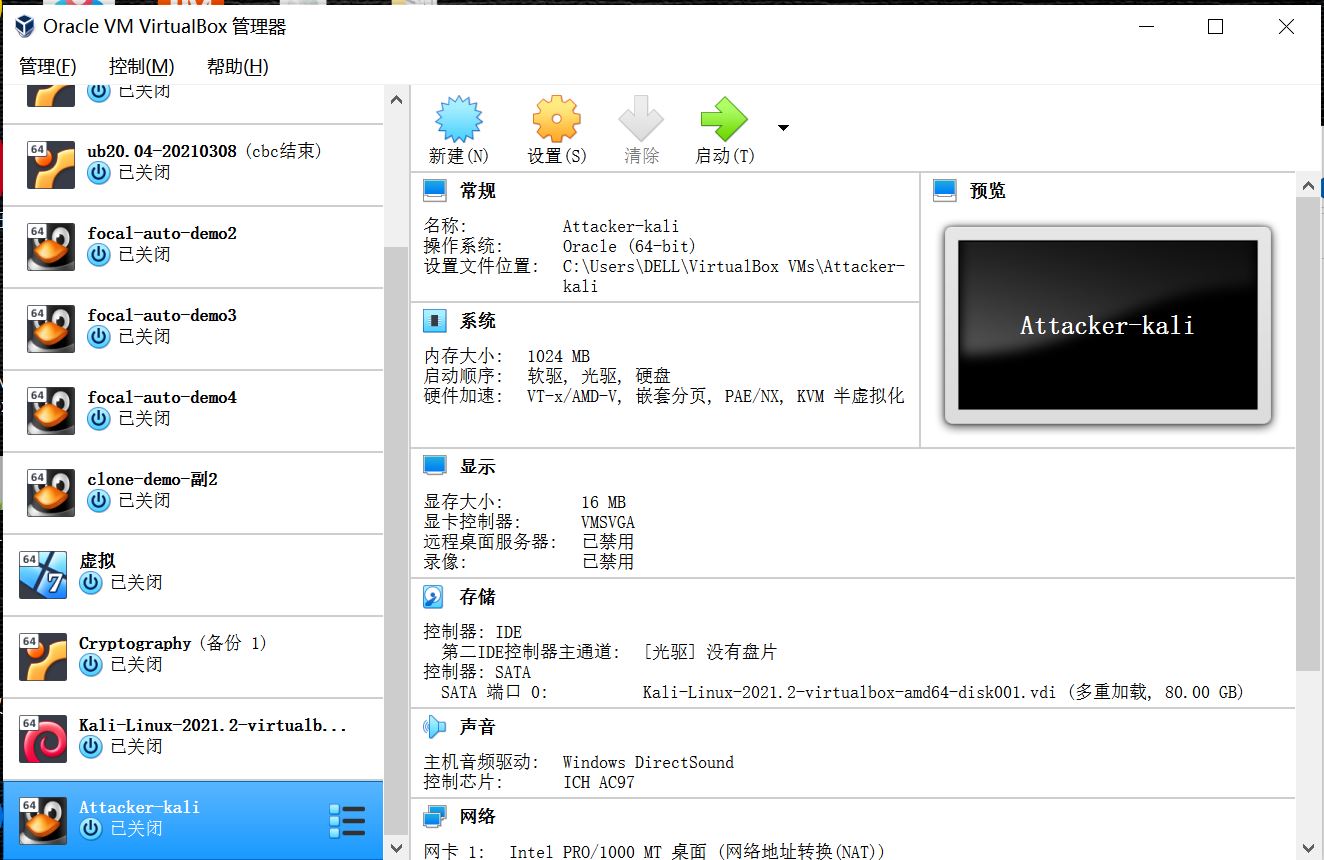 Oracle VM VirtualBox 管理器
管理(F)
控制(M)
帮助(H)
已关闭
64
ub20.04-20210308 (cbc结束)
已关闭
64
focal-auto-demo2
已关闭
64
focal-auto-demo3
已关闭
64
focal-auto-demo4
已关闭
64
clone-demo-副2
已关闭
64
7
虚拟
已关闭
64
Cryptography (备份 1)
已关闭
64
Kali-Linux-2021.2-virtualb...
已关闭
64
Attacker-kali
已关闭
新建(N)
设置(S)
清除
启动(T)
常规
名称: Attacker-kali
操作系统: Oracle (64-bit)
设置文件位置: C:\Users\DELL\VirtualBox VMs\Attacker-
kali
预览
Attacker-kali
系统
内存大小: 1024 MB
启动顺序: 软驱, 光驱, 硬盘
硬件加速: VT-x/AMD-V, 嵌套分页, PAE/NX, KVM 半虚拟化
显示
显存大小: 16 MB
显卡控制器: VMSVGA
远程桌面服务器: 已禁用
录像: 已禁用
存储
控制器: IDE
第二IDE控制器主通道: [光驱] 没有盘片
控制器: SATA
SATA 端口 0: Kali-Linux-2021.2-virtualbox-amd64-disk001.vdi (多重加载, 80.00 GB)
声音
主机音频驱动: Windows DirectSound
控制芯片: ICH AC97
网络
网卡 1: Intel PRO/1000 MT 桌面 (网络地址转换(NAT))